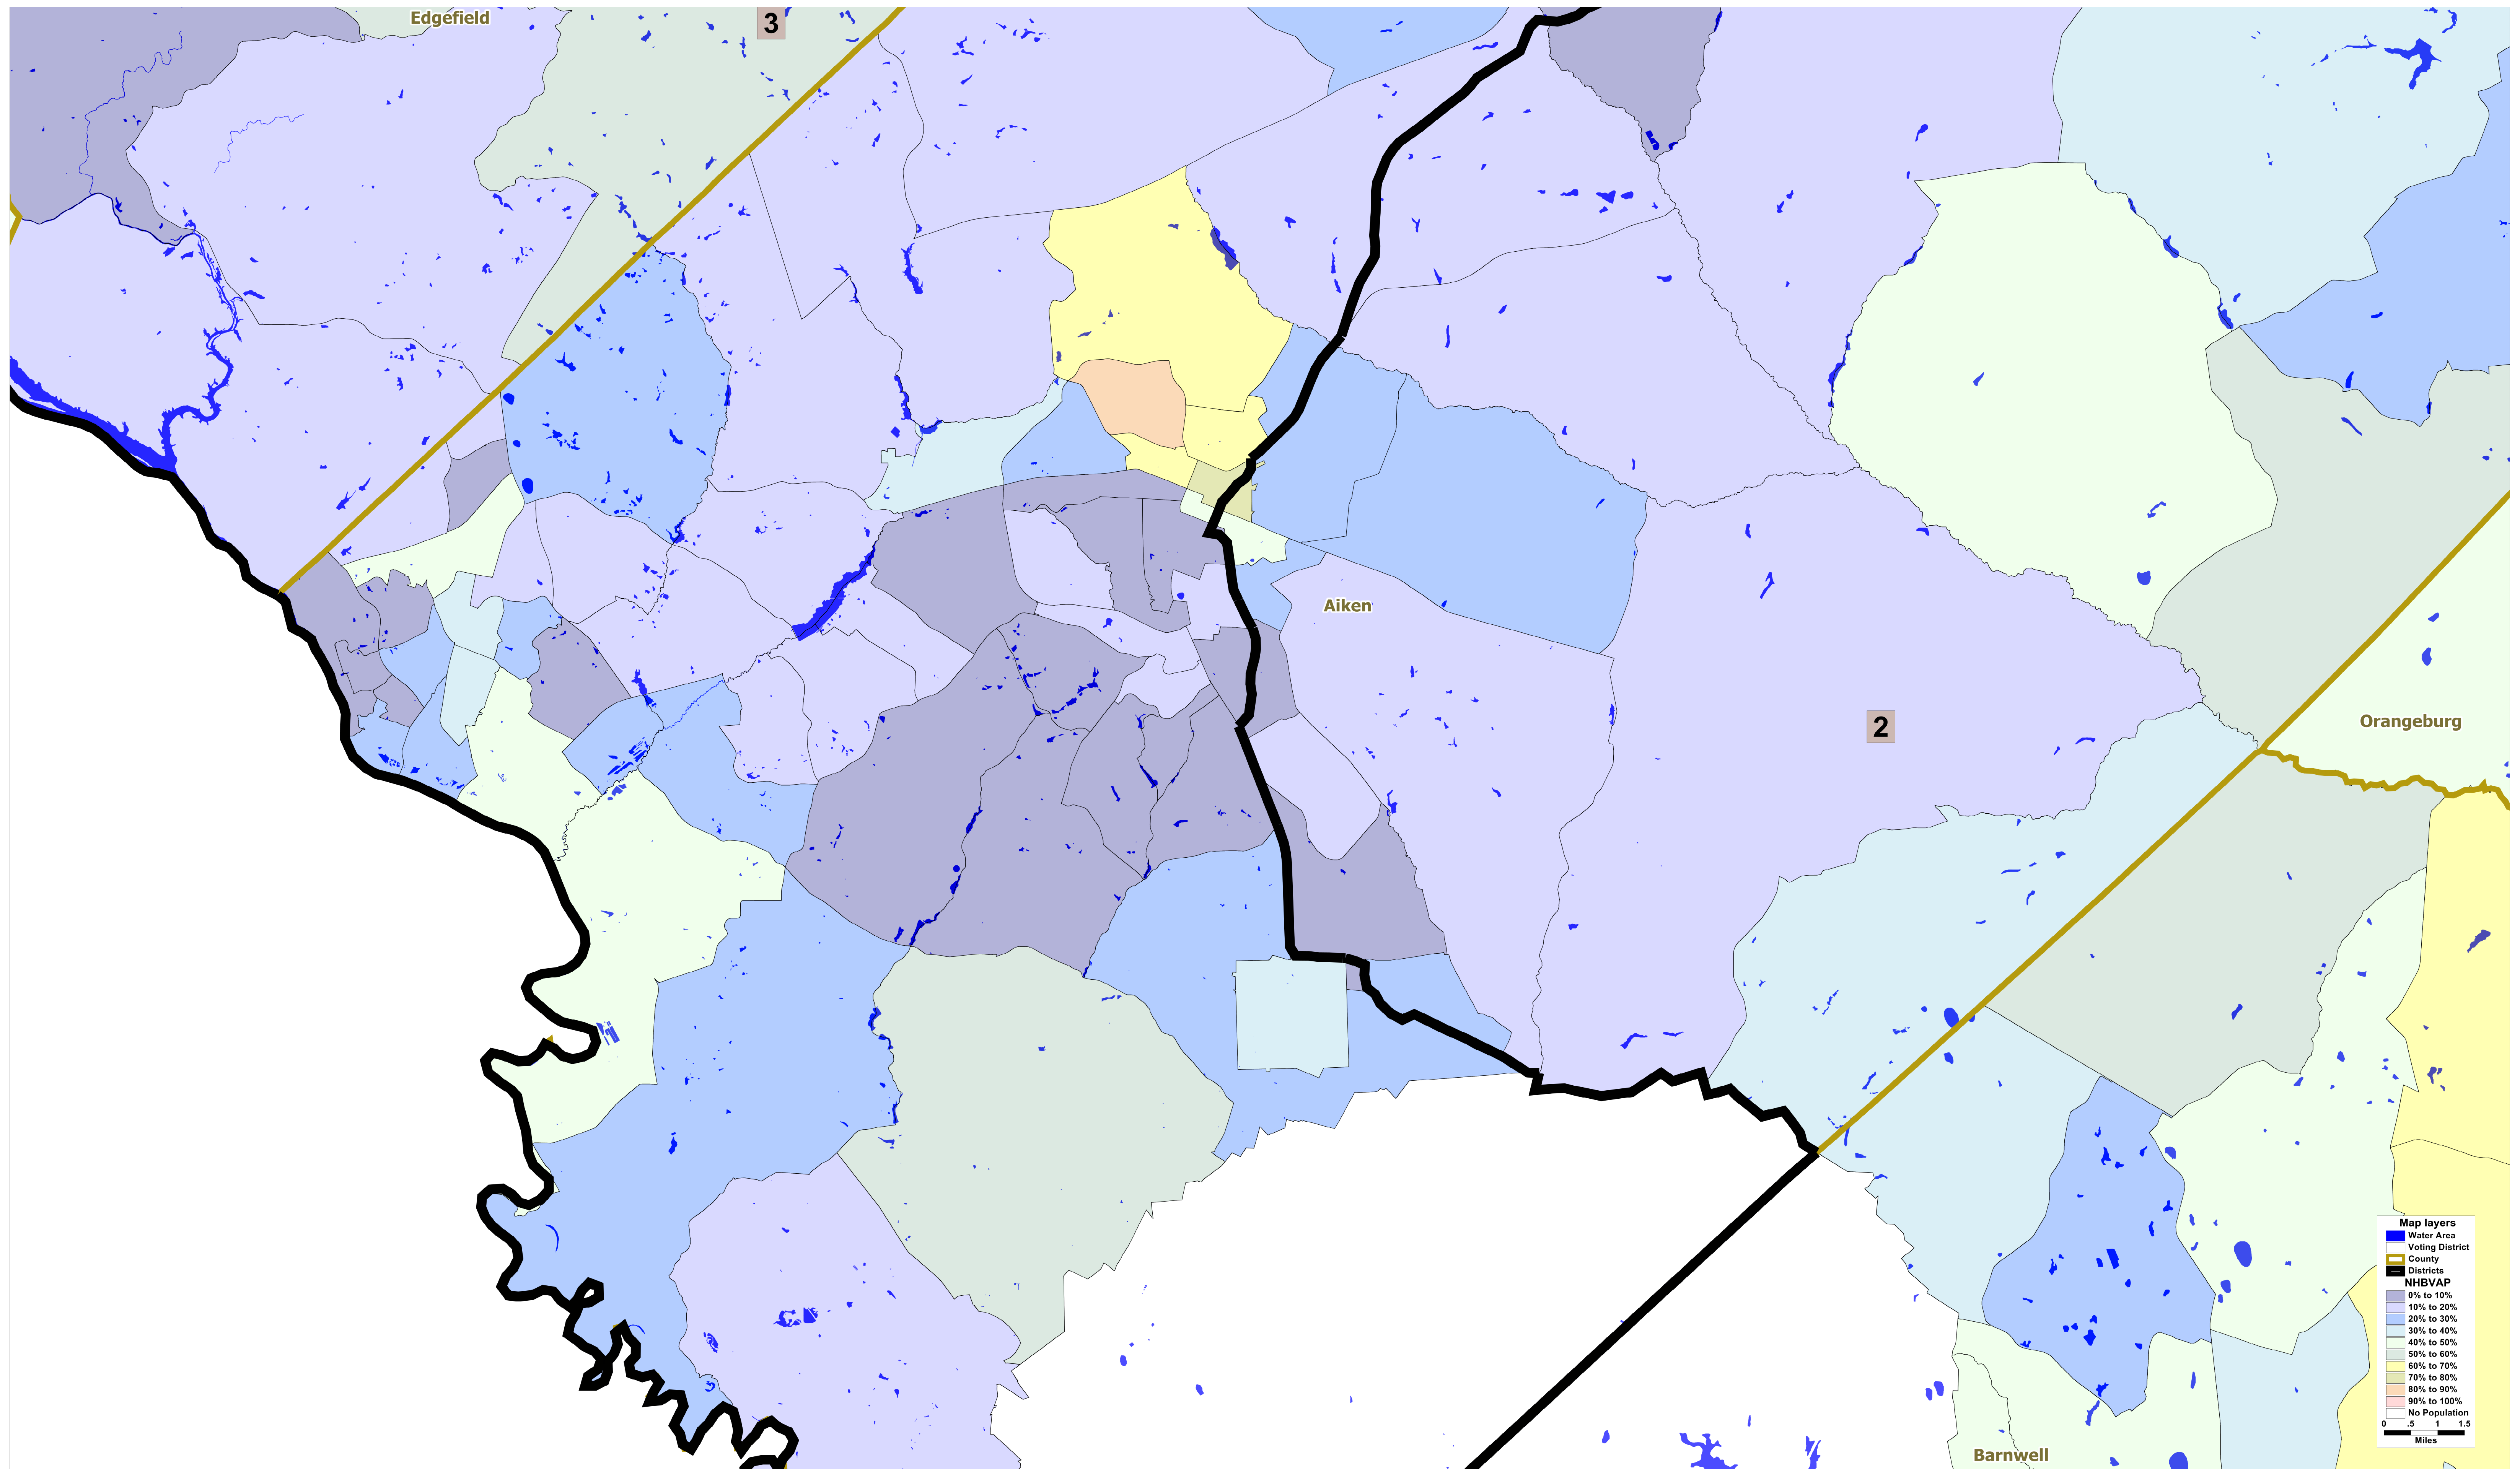 Edgefield
3
Aiken
2
Orangeburg
Barnwell
Map layers
Water Area
Voting District
County
Districts
NHBVAP
0% to 10%
10% to 20%
20% to 30%
30% to 40%
40% to 50%
50% to 60%
60% to 70%
70% to 80%
80% to 90%
90% to 100%
No Population
0 .5 1 1.5
Miles